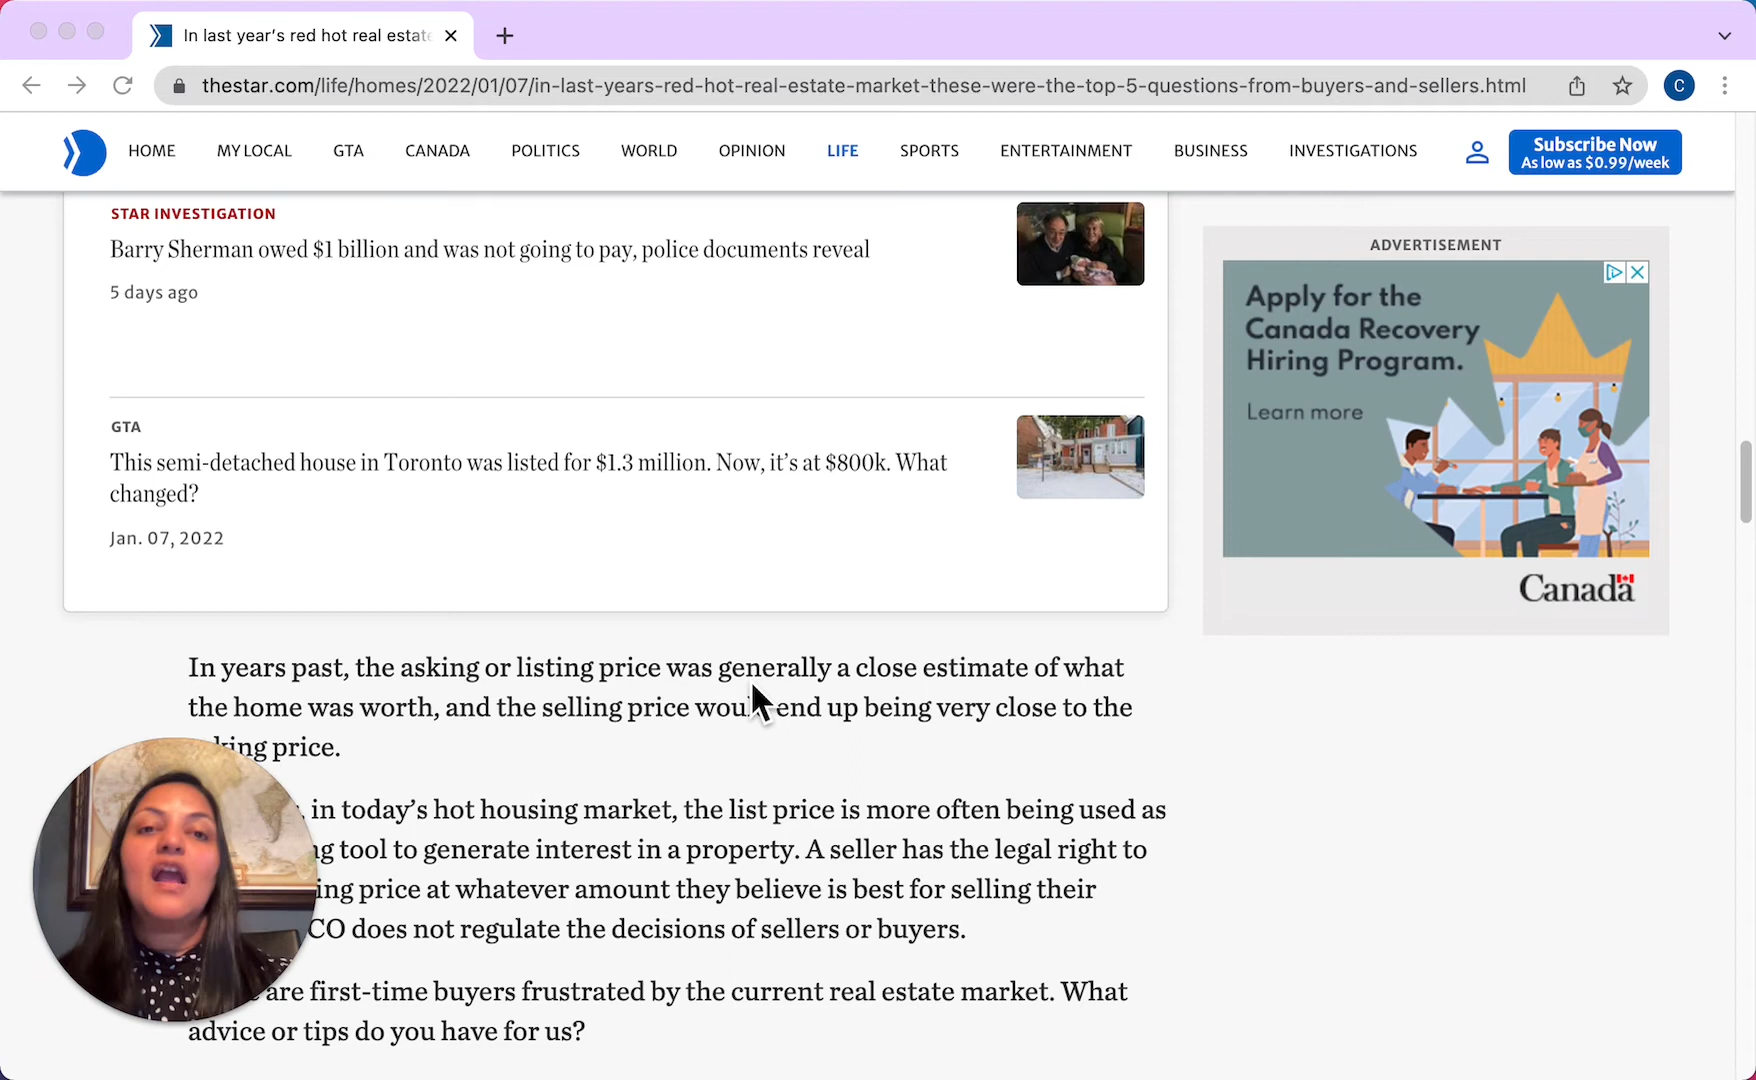 In last year's red hot real estate
thestar.com/life/homes/2022/01/07/in-last-years-red-hot-real-estate-market-these-were-the-top-5-questions-from-buyers-and-sellers.html
C
HOME MY LOCAL GTA CANADA POLITICS WORLD OPINION LIFE SPORTS ENTERTAINMENT BUSINESS INVESTIGATIONS
Subscribe Now
As low as $0.99/week
STAR INVESTIGATION
Barry Sherman owed $1 billion and was not going to pay, police documents reveal
5 days ago
GTA
This semi-detached house in Toronto was listed for $1.3 million. Now, it's at $800k. What
changed?
Jan. 07, 2022
ADVERTISEMENT
Apply for the
Canada Recovery
Hiring Program.
Learn more
Canada
In years past, the asking or listing price was generally a close estimate of what
the home was worth, and the selling price would end up being very close to the
king price.
, in today's hot housing market, the list price is more often being used as
ng tool to generate interest in a property. A seller has the legal right to
ing price at whatever amount they believe is best for selling their
CO does not regulate the decisions of sellers or buyers.
are first-time buyers frustrated by the current real estate market. What
advice or tips do you have for us?